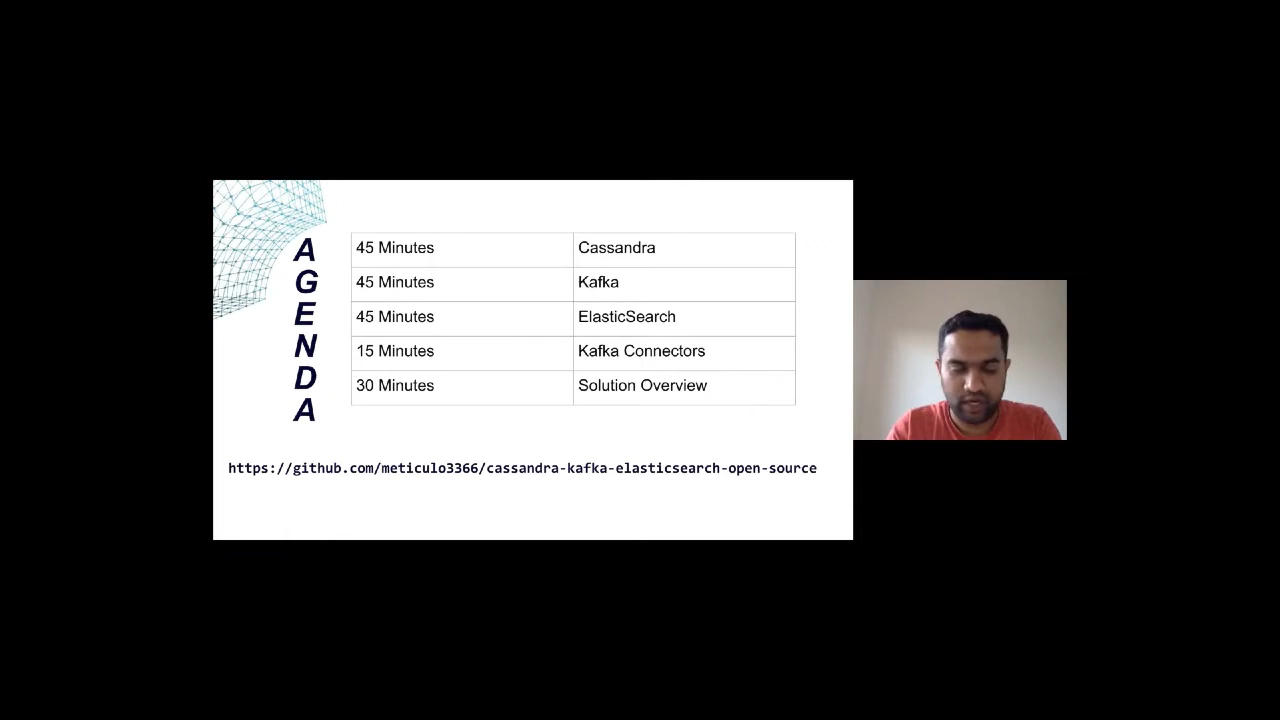 AGENDA
45 Minutes Cassandra
45 Minutes Kafka
45 Minutes ElasticSearch
15 Minutes Kafka Connectors
30 Minutes Solution Overview
https://github.com/meticulo3366/cassandra-kafka-elasticsearch-open-source